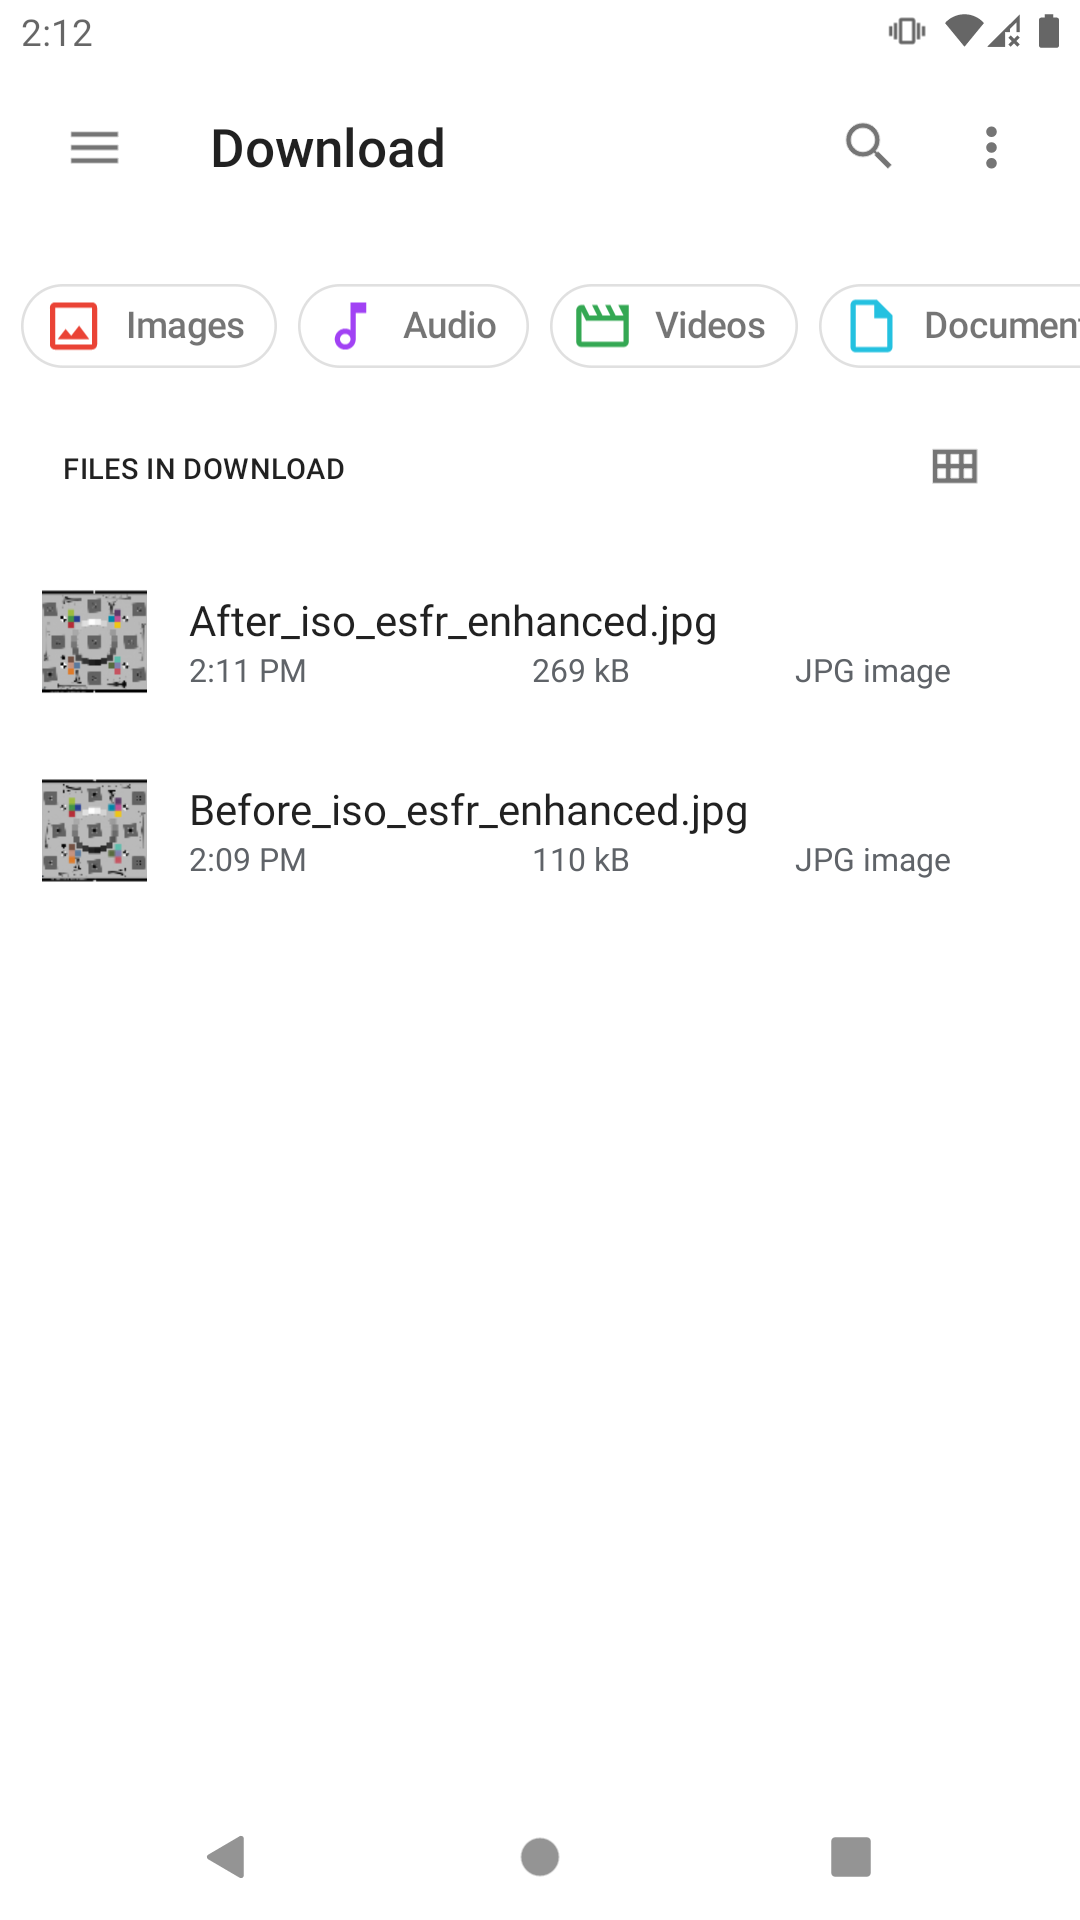 2:12
Download
Images Audio Videos Document
FILES IN DOWNLOAD
After_iso_esfr_enhanced.jpg
2:11 PM 269 kB JPG image
Before_iso_esfr_enhanced.jpg
2:09 PM 110 kB JPG image